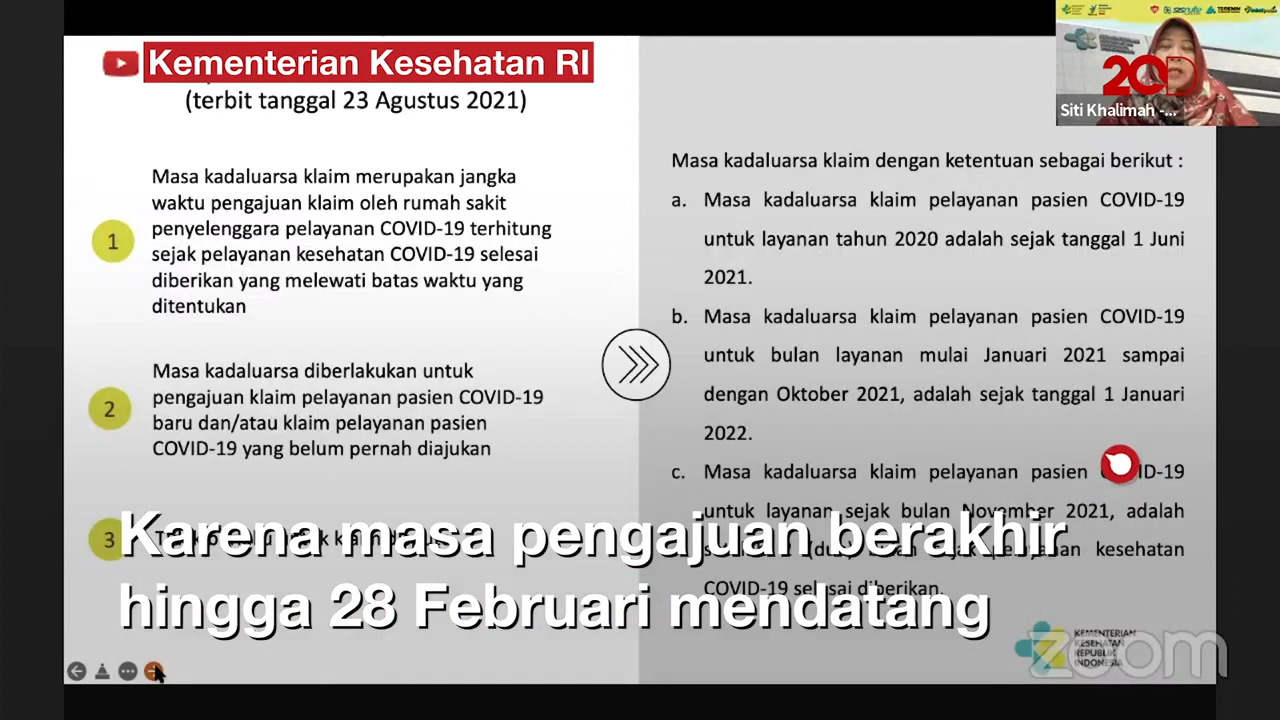 Kementerian Kesehatan RI
(terbit tanggal 23 Agustus 2021)
1
Masa kadaluarsa klaim merupakan jangka
waktu pengajuan klaim oleh rumah sakit
penyelenggara pelayanan COVID-19 terhitung
sejak pelayanan kesehatan COVID-19 selesai
diberikan yang melewati batas waktu yang
ditentukan
2
Masa kadaluarsa diberlakukan untuk
pengajuan klaim pelayanan pasien COVID-19
baru dan/atau klaim pelayanan pasien
COVID-19 yang belum pernah diajukan
3
Masa kadaluarsa klaim dengan ketentuan sebagai berikut :
a. Masa kadaluarsa klaim pelayanan pasien COVID-19
untuk layanan tahun 2020 adalah sejak tanggal 1 Juni
2021.
b. Masa kadaluarsa klaim pelayanan pasien COVID-19
untuk bulan layanan mulai Januari 2021 sampai
dengan Oktober 2021, adalah sejak tanggal 1 Januari
2022.
c. Masa kadaluarsa klaim pelayanan pasien
untuk layanan sejak bulan November 2021, adalah
kesehatan
COVID-19 selesai diberikan.
Karena masa pengajuan berakhir
hingga 28 Februari mendatang
20D
Siti Khalimah -...
KEMENTERIAN
KESEHATAN
REPUBLIK
INDONESIA
zoom